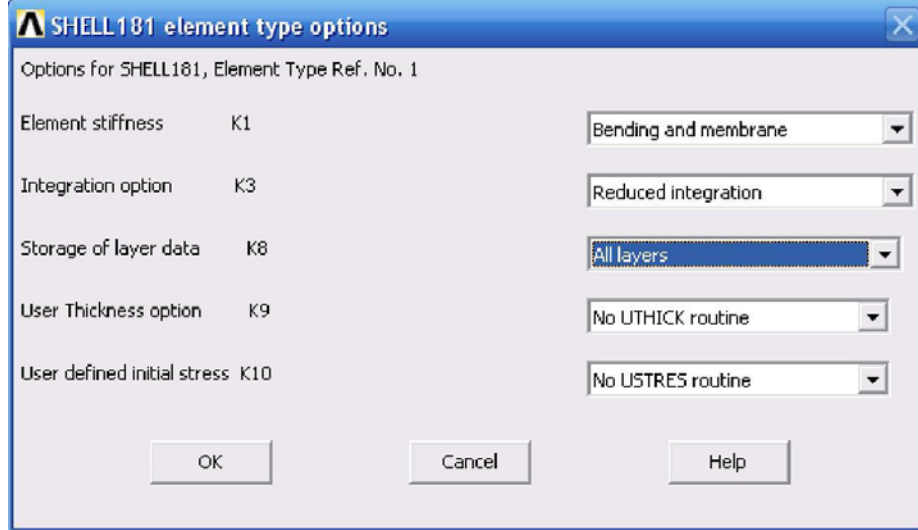 SHELL181 element type options
Options for SHELL181, Element Type Ref. No. 1
Element stiffness K1 Bending and membrane
Integration option K3 Reduced integration
Storage of layer data K8 All layers
User Thickness option K9 No UTHICK routine
User defined initial stress K10 No USTRES routine
OK Cancel Help